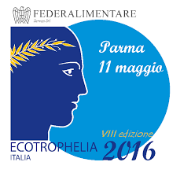 FEDERALIMENTARE
Parma
11 maggio
VIII edizione
ECOTROPHELIA 2016
ITALIA